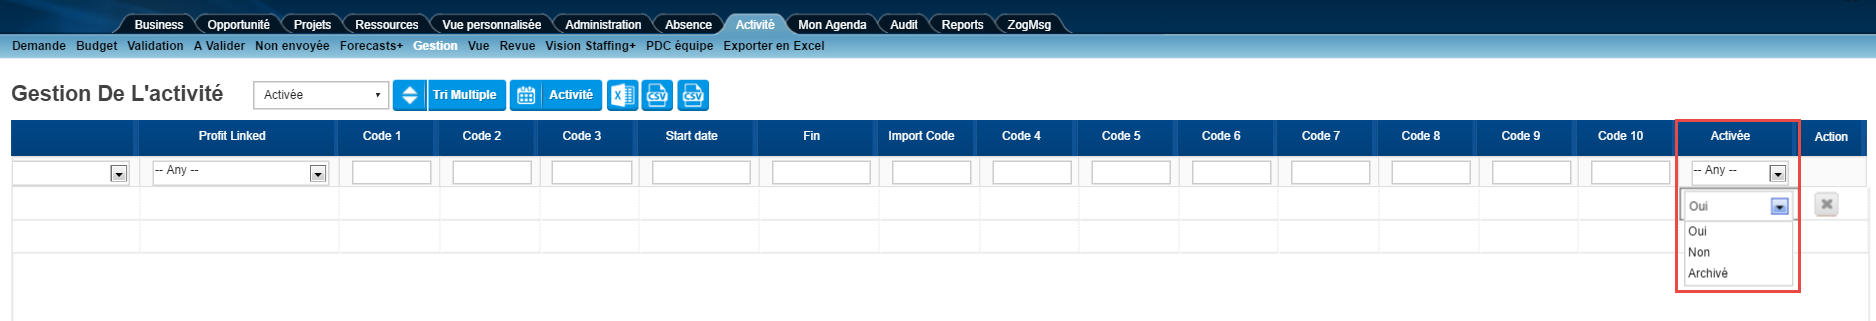 Business Opportunité Projets Ressources Vue personnalisée Administration Absence Activité Mon Agenda Audit Reports ZogMsg
Demande Budget Validation A Valider Non envoyée Forecasts+ Gestion Vue Revue Vision Staffing+ PDC équipe Exporter en Excel
Gestion De L'activité Activée Tri Multiple Activité X CSV CSV
Profit Linked Code 1 Code 2 Code 3 Start date Fin Import Code Code 4 Code 5 Code 6 Code 7 Code 8 Code 9 Code 10 Activée Action
-- Any -- -- Any --
Oui
Oui
Non
Archivé